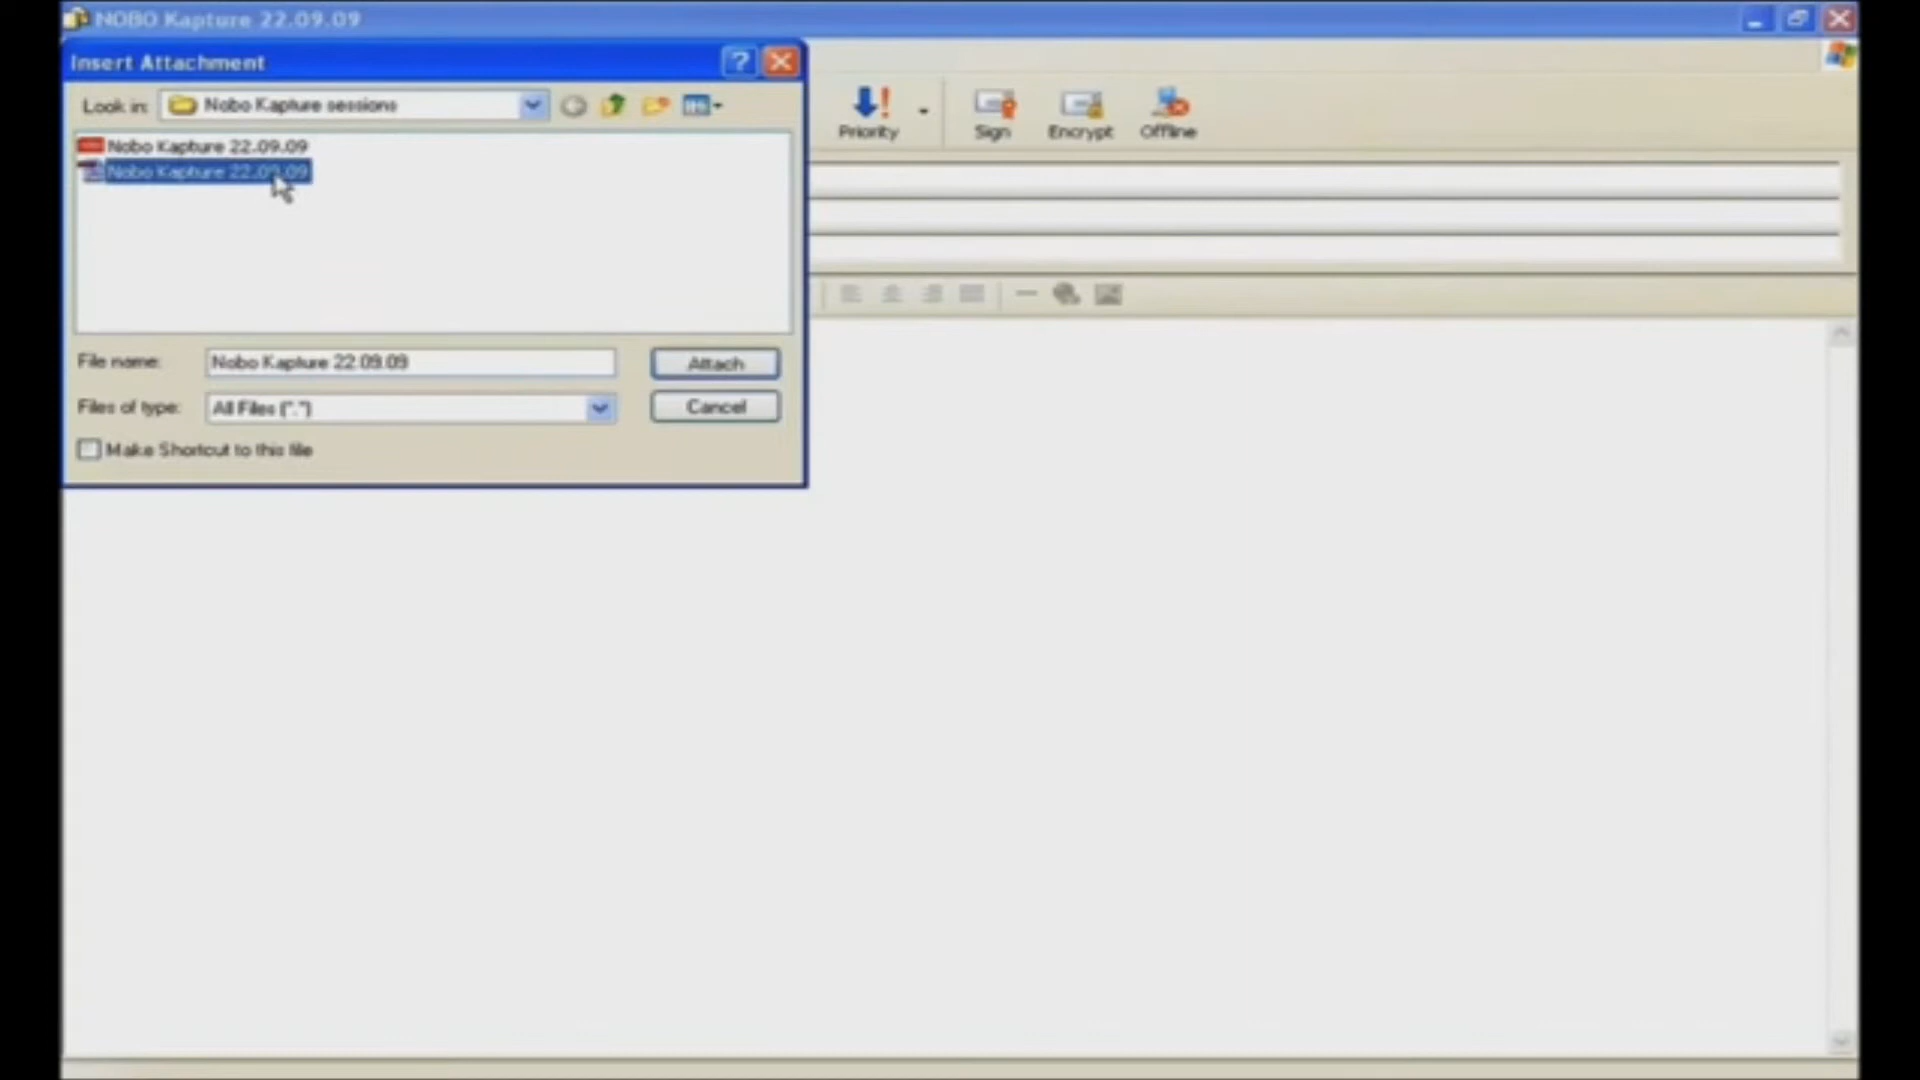 NOBO Kapture 22.09.09
Insert Attachment
Look in: Nobo Kapture sessions
Nobo Kapture 22.09.09
Nobo Kapture 22.09.09
File name: Nobo Kapture 22.09.09 Attach
Files of type: All Files (*.*) Cancel
Make Shortcut to this file
Priority Sign Encrypt Offline